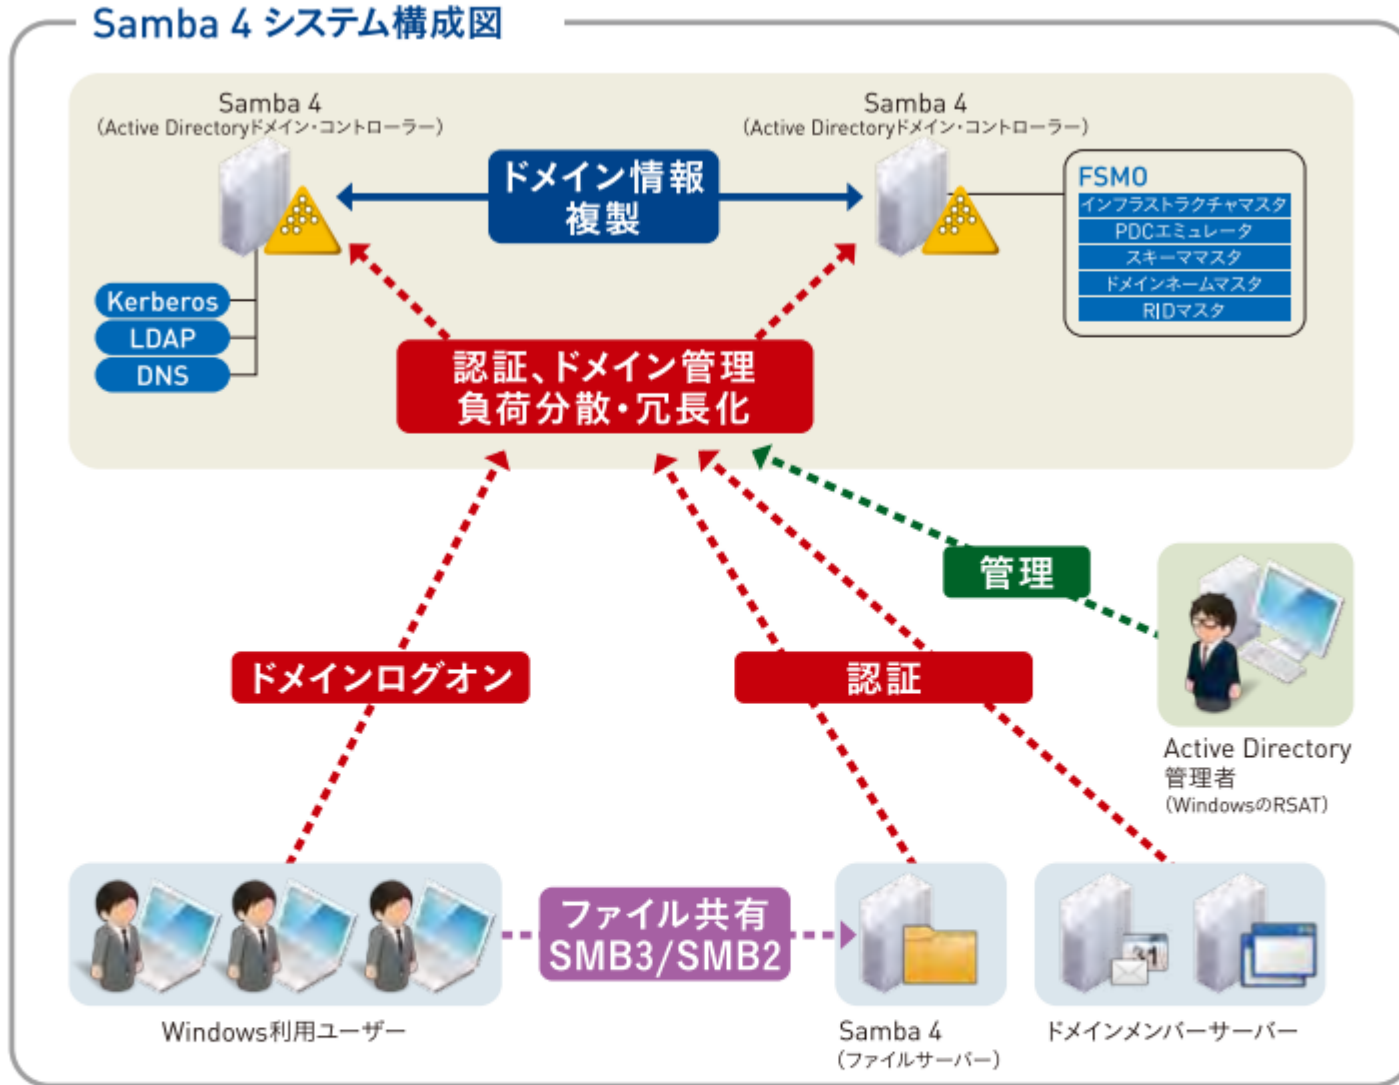 Samba 4 システム構成図
Samba 4
（Active Directoryドメイン・コントローラー）
Samba 4
（Active Directoryドメイン・コントローラー）
ドメイン情報
複製
FSMO
インフラストラクチャマスタ
PDCエミュレータ
スキーママスタ
ドメインネームマスタ
RIDマスタ
Kerberos
LDAP
DNS
認証、ドメイン管理
負荷分散・冗長化
管理
ドメインログオン
認証
Active Directory
管理者
（WindowsのRSAT）
ファイル共有
SMB3/SMB2
31
Windows利用ユーザー
Samba 4
（ファイルサーバー）
ドメインメンバーサーバー